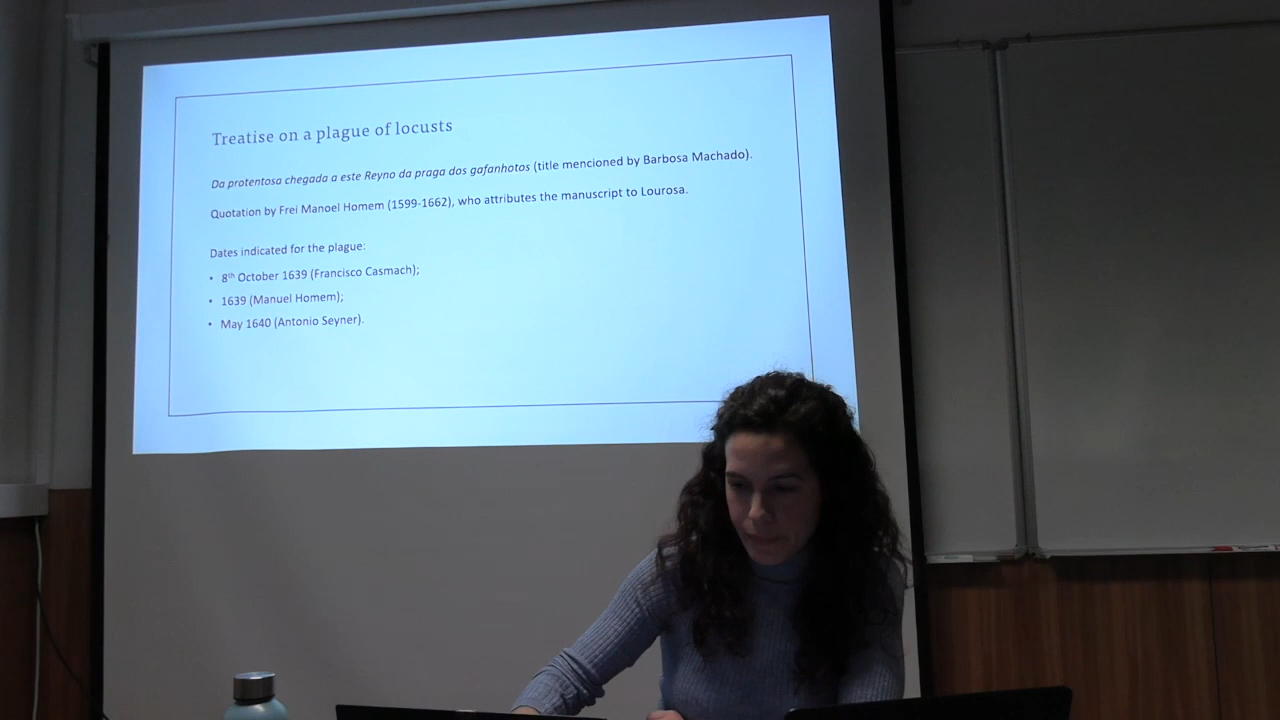 Treatise on a plague of locusts
Da protentosa chegada a este Reyno da praga dos gafanhotos (title mencioned by Barbosa Machado).
Quotation by Frei Manoel Homem (1599-1662), who attributes the manuscript to Lourosa.
Dates indicated for the plague:
• 8th October 1639 (Francisco Casmach);
• 1639 (Manuel Homem);
• May 1640 (Antonio Seyner).